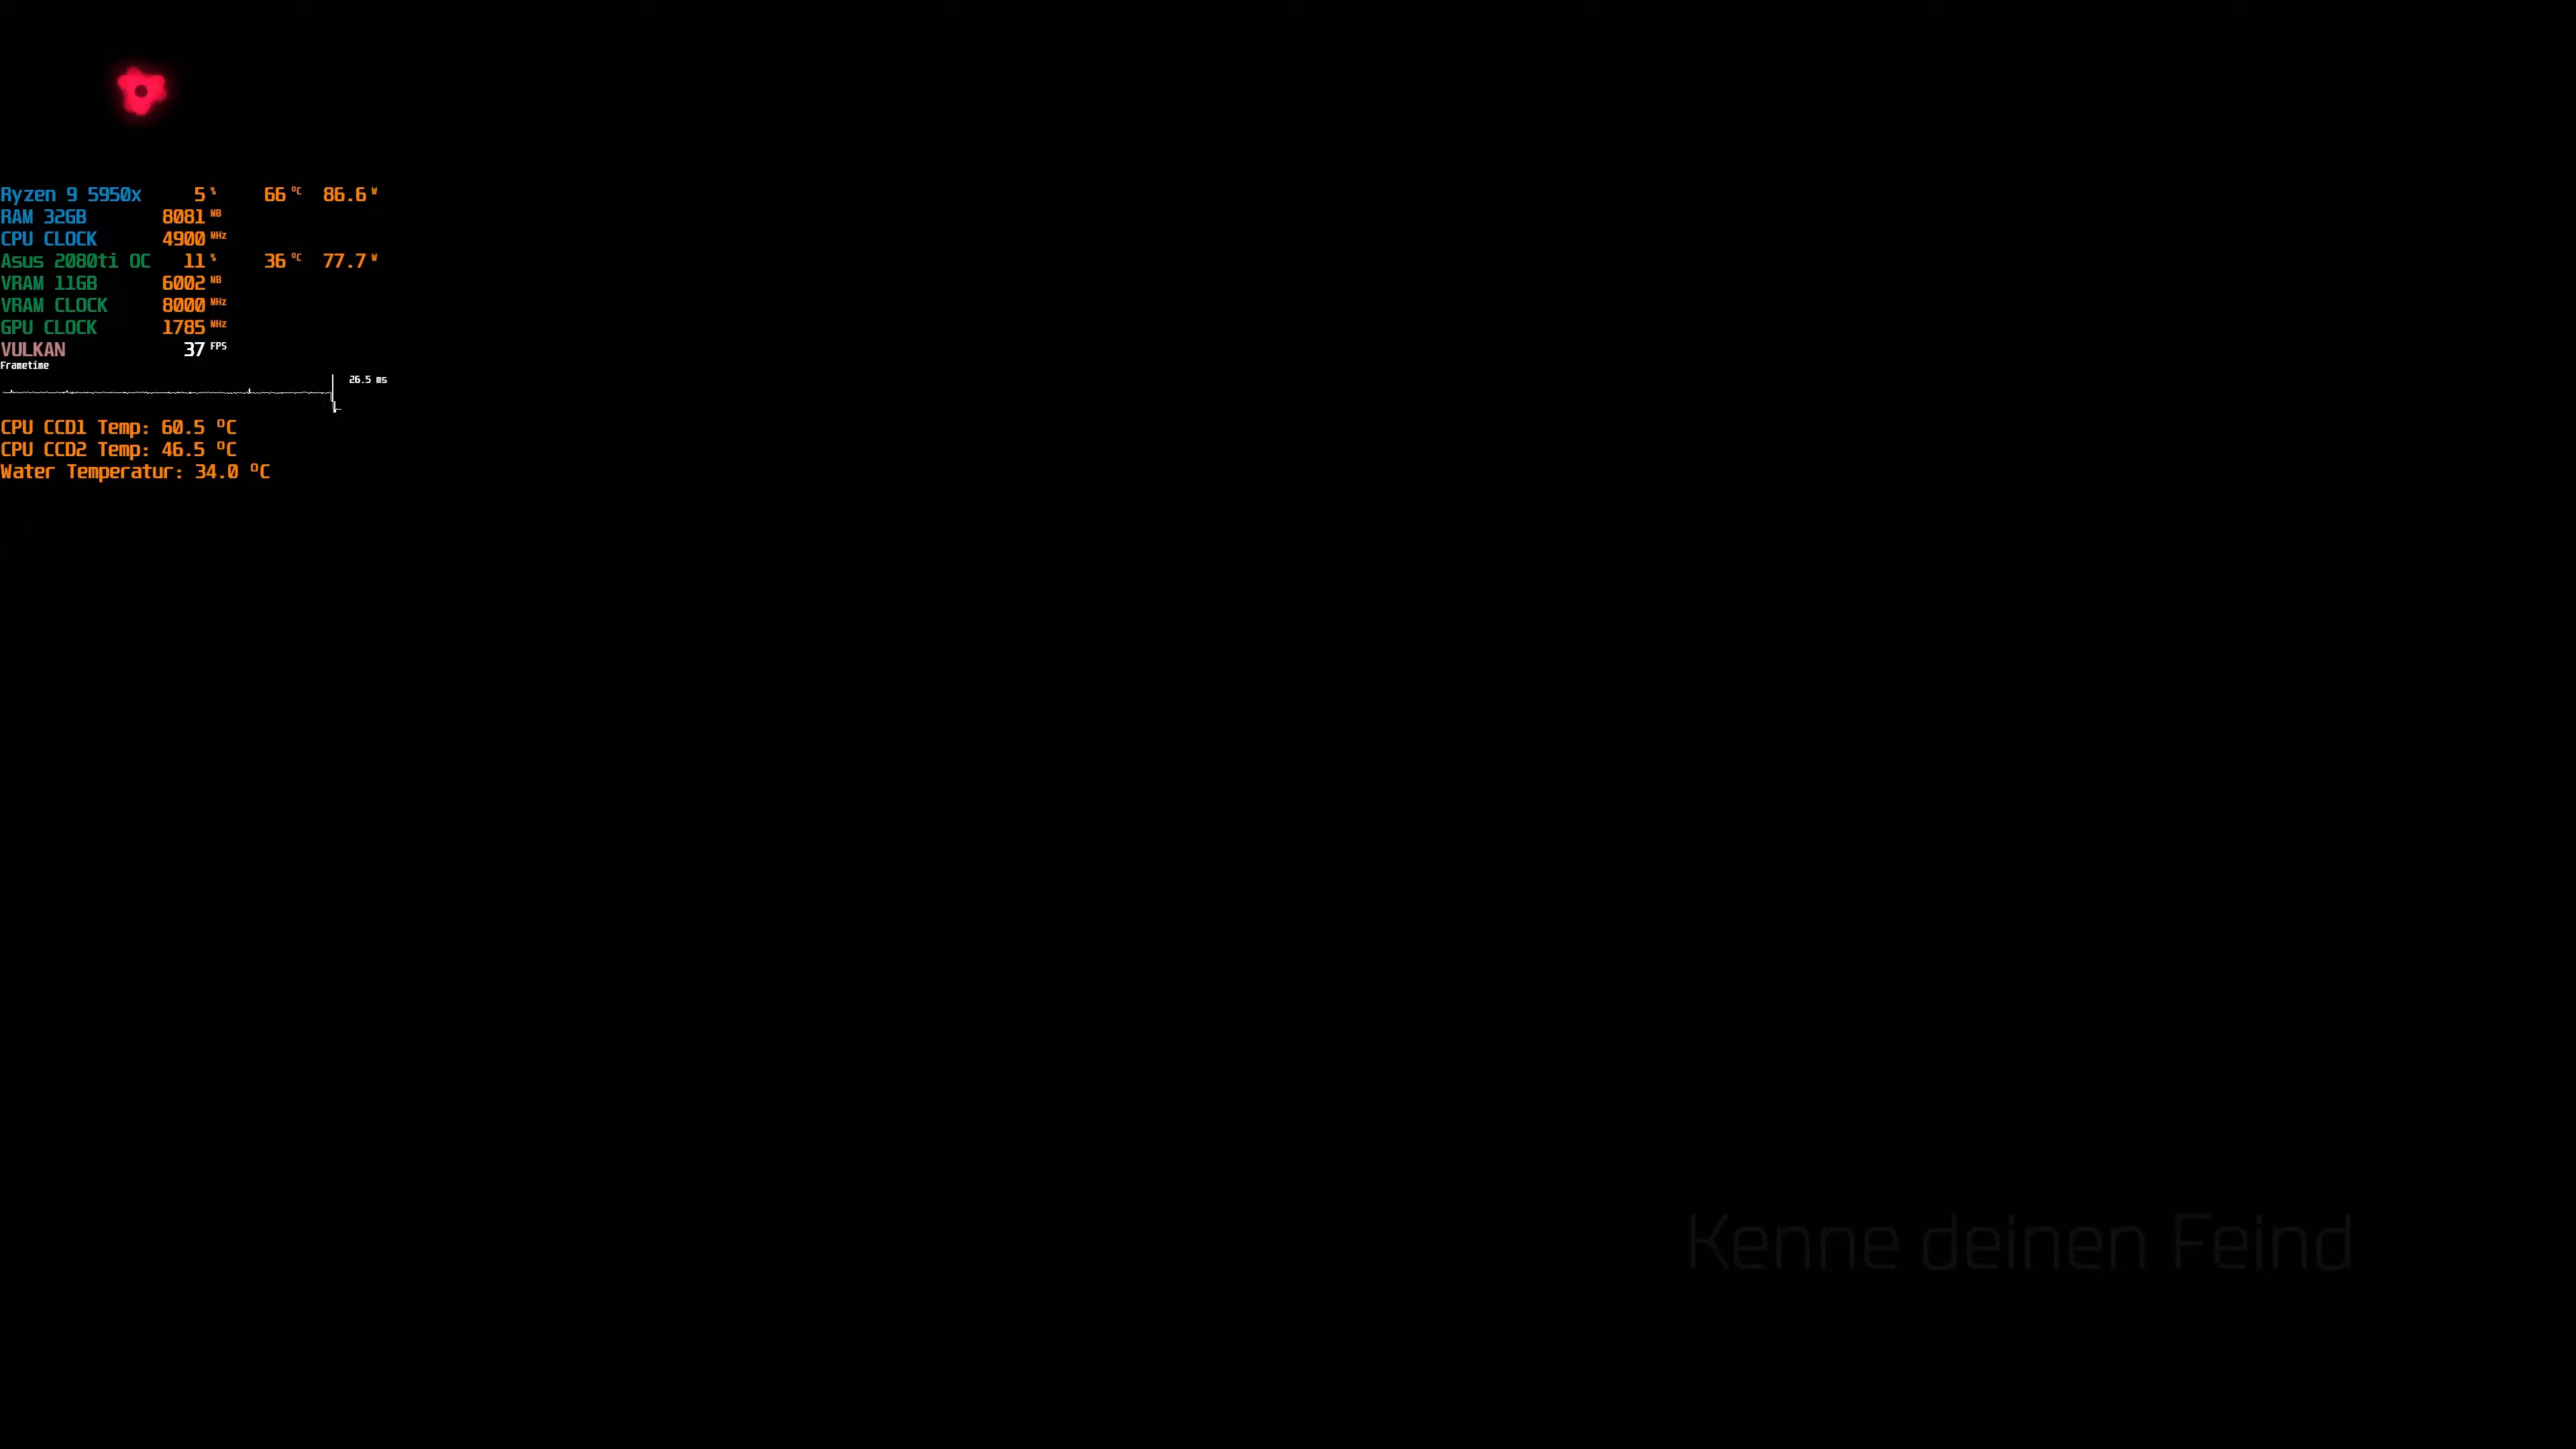 Ryzen 9 5950x 5 % 66 °C 86.6 W
RAM 32GB 8081 MB
CPU CLOCK 4900 MHz
Asus 2080ti OC 11 % 36 °C 77.7 W
VRAM 11GB 6002 MB
VRAM CLOCK 8000 MHz
GPU CLOCK 1785 MHz
VULKAN 37 FPS
Frametime
26.5 ms
CPU CCD1 Temp: 60.5 ºC
CPU CCD2 Temp: 46.5 ºC
Water Temperatur: 34.0 ºC
Kenne deinen Feind